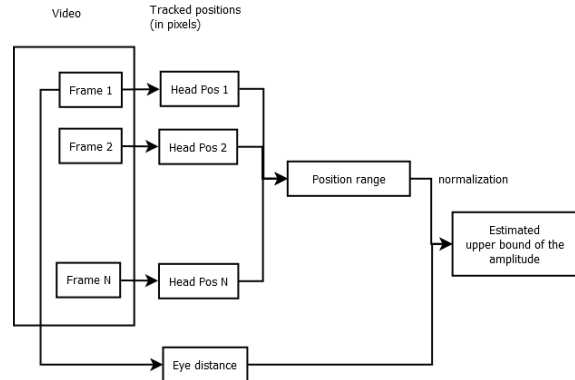 Video
Tracked positions
(in pixels)
Frame 1
Head Pos 1
Frame 2
Head Pos 2
Position range
normalization
Estimated
upper bound of the
amplitude
Frame N
Head Pos N
Eye distance